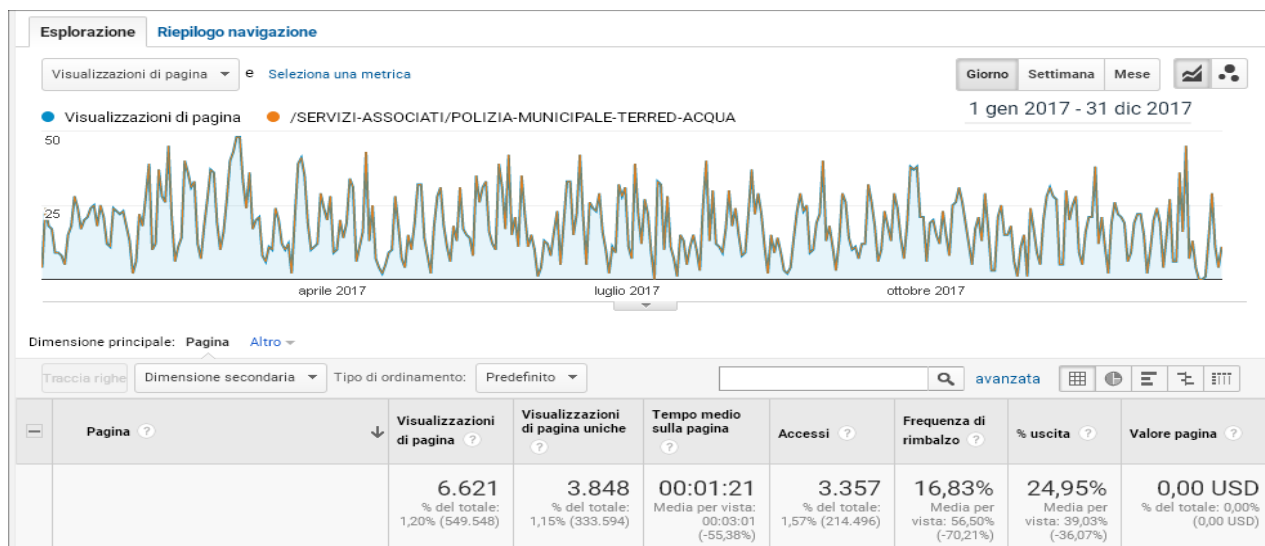 Esplorazione Riepilogo navigazione
Visualizzazioni di pagina e Seleziona una metrica Giorno Settimana Mese
1 gen 2017 - 31 dic 2017
Visualizzazioni di pagina /SERVIZI-ASSOCIATI/POLIZIA-MUNICIPALE-TERRED-ACQUA
50
25
aprile 2017 luglio 2017 ottobre 2017
Dimensione principale: Pagina Altro
Traccia righe Dimensione secondaria Tipo di ordinamento: Predefinito avanzata
Pagina ? Visualizzazioni di pagina ? Visualizzazioni di pagina uniche ? Tempo medio sulla pagina ? Accessi ? Frequenza di rimbalzo ? % uscita ? Valore pagina ?
6.621 3.848 00:01:21 3.357 16,83% 24,95% 0,00 USD
% del totale: % del totale: Media per vista: % del totale: Media per Media per % del totale: 0,00%
1,20% (549.548) 1,15% (333.594) 00:03:01 1,57% (214.496) vista: 56,50% vista: 39,03% (0,00 USD)
(-55,38%) (-70,21%) (-36,07%)